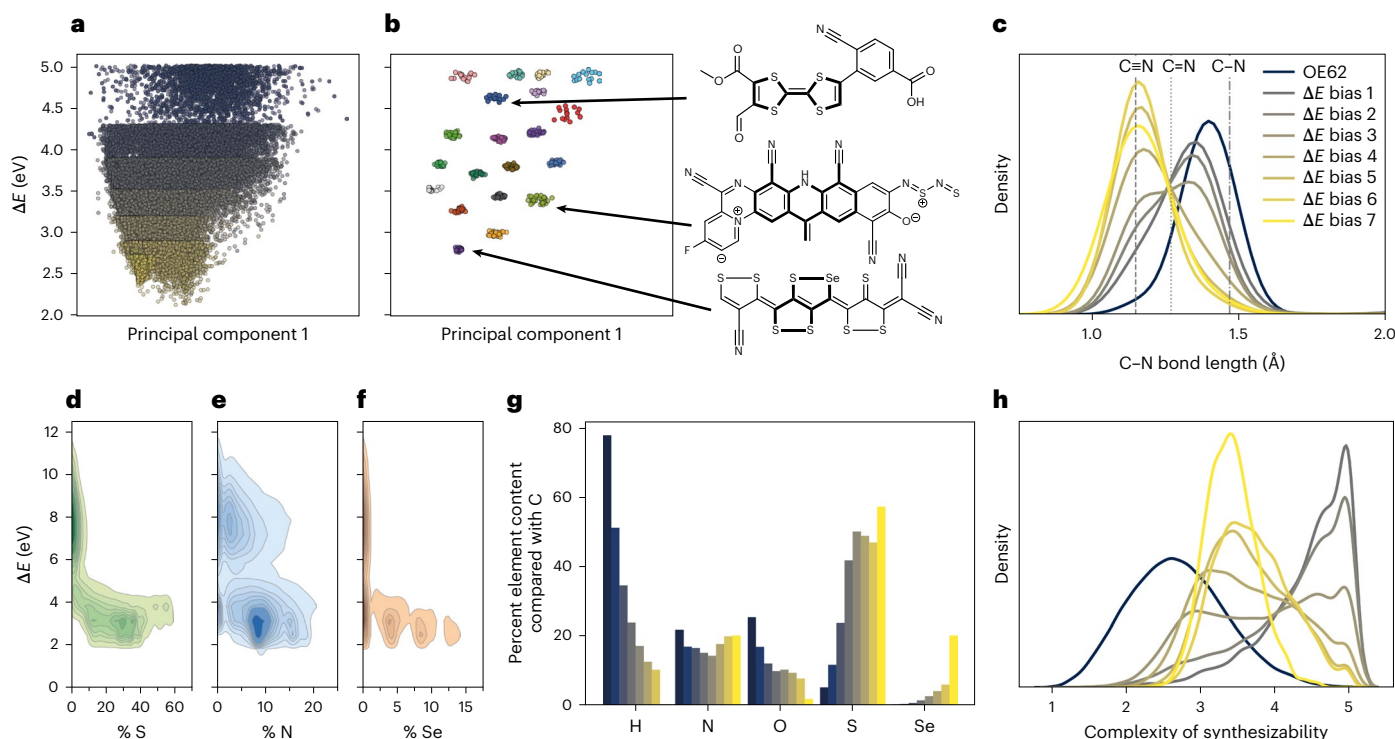 a
5.0
4.5
4.0
3.5
3.0
2.5
2.0
ΔE (eV)
Principal component 1
b
Principal component 1
N
O
O
O
S
S
S
S
O
OH
N
N
N
N
H
N
N
S
+
N
S
O
⊖
N
N
+
F
⊖
N
S
S
S
Se
S
N
N
S
S
S
S
N
c
C≡N
C=N
C–N
OE62
ΔE bias 1
ΔE bias 2
ΔE bias 3
ΔE bias 4
ΔE bias 5
ΔE bias 6
ΔE bias 7
Density
1.0
1.5
2.0
C–N bond length (Å)
d
12
10
8
6
4
2
0
ΔE (eV)
0
20
40
60
% S
e
0
10
20
% N
f
0
5
10
15
% Se
g
80
60
40
20
0
Percent element content
compared with C
H
N
O
S
Se
h
Density
1
2
3
4
5
Complexity of synthesizability